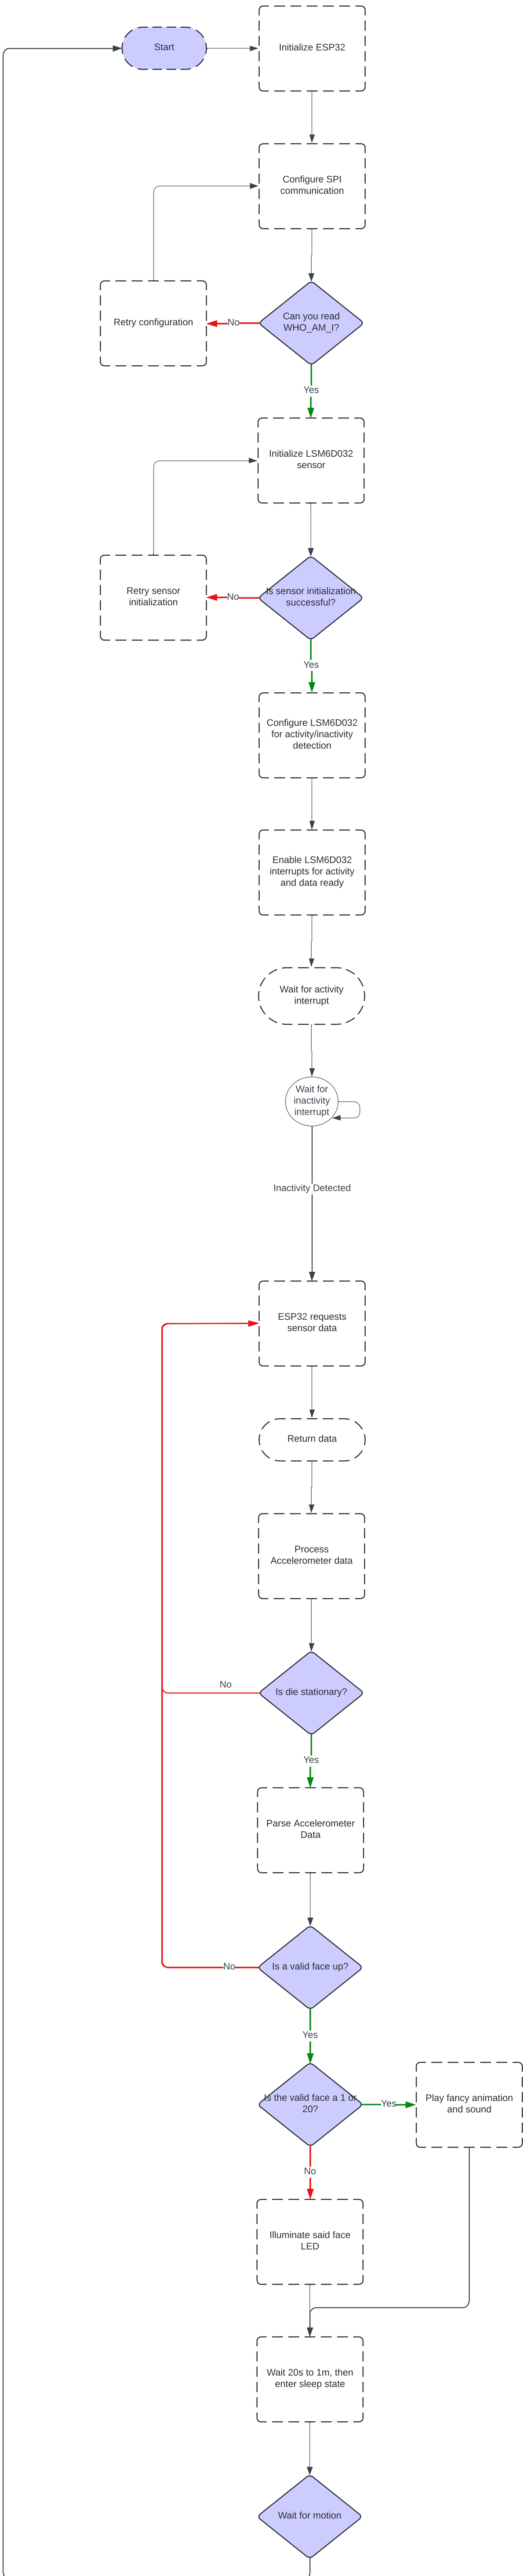 Start
Initialize ESP32
Configure SPI
communication
Retry configuration
No
Can you read
WHO_AM_I?
Yes
Initialize LSM6D032
sensor
Retry sensor
initialization
No
Is sensor initialization
successful?
Yes
Configure LSM6D032
for activity/inactivity
detection
Enable LSM6D032
interrupts for activity
and data ready
Wait for activity
interrupt
Wait for
inactivity
interrupt
Inactivity Detected
ESP32 requests
sensor data
Return data
Process
Accelerometer data
No
Is die stationary?
Yes
Parse Accelerometer
Data
No
Is a valid face up?
Yes
Is the valid face a 1 or
20?
Yes
Play fancy animation
and sound
No
Illuminate said face
LED
Wait 20s to 1m, then
enter sleep state
Wait for motion